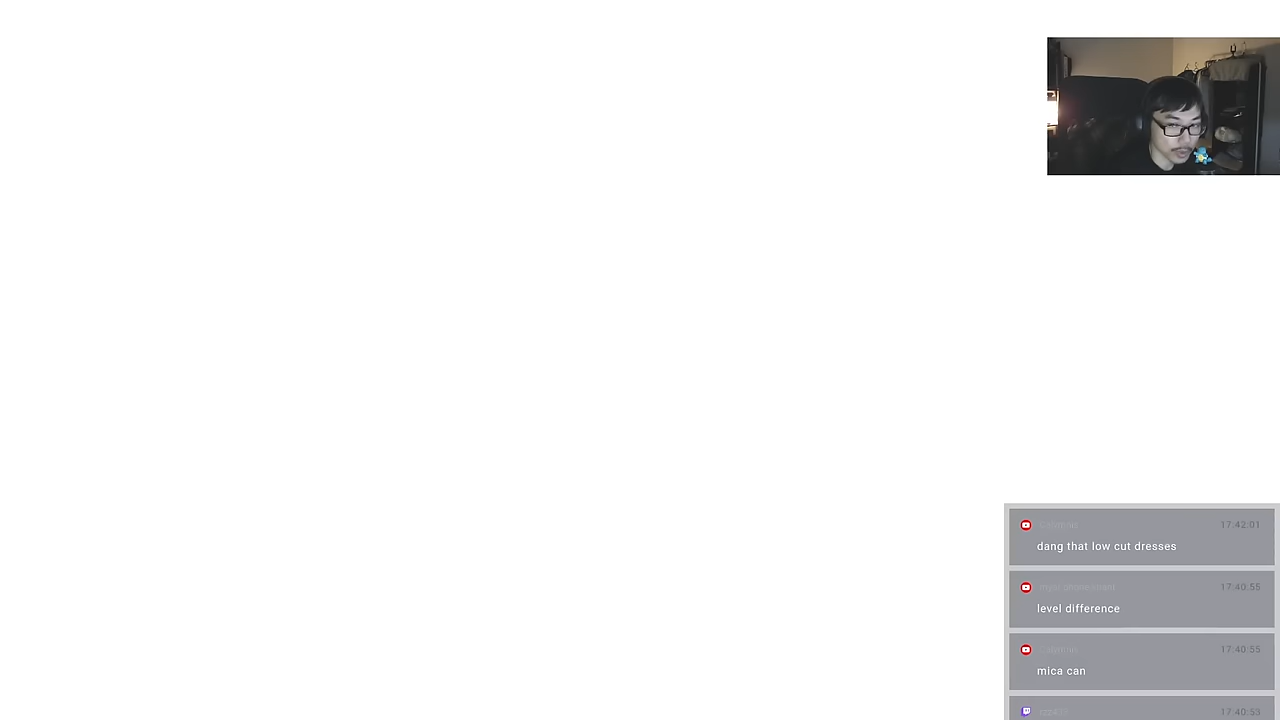 17:42:01
dang that low cut dresses
17:40:55
level difference
17:40:55
mica can
17:40:53